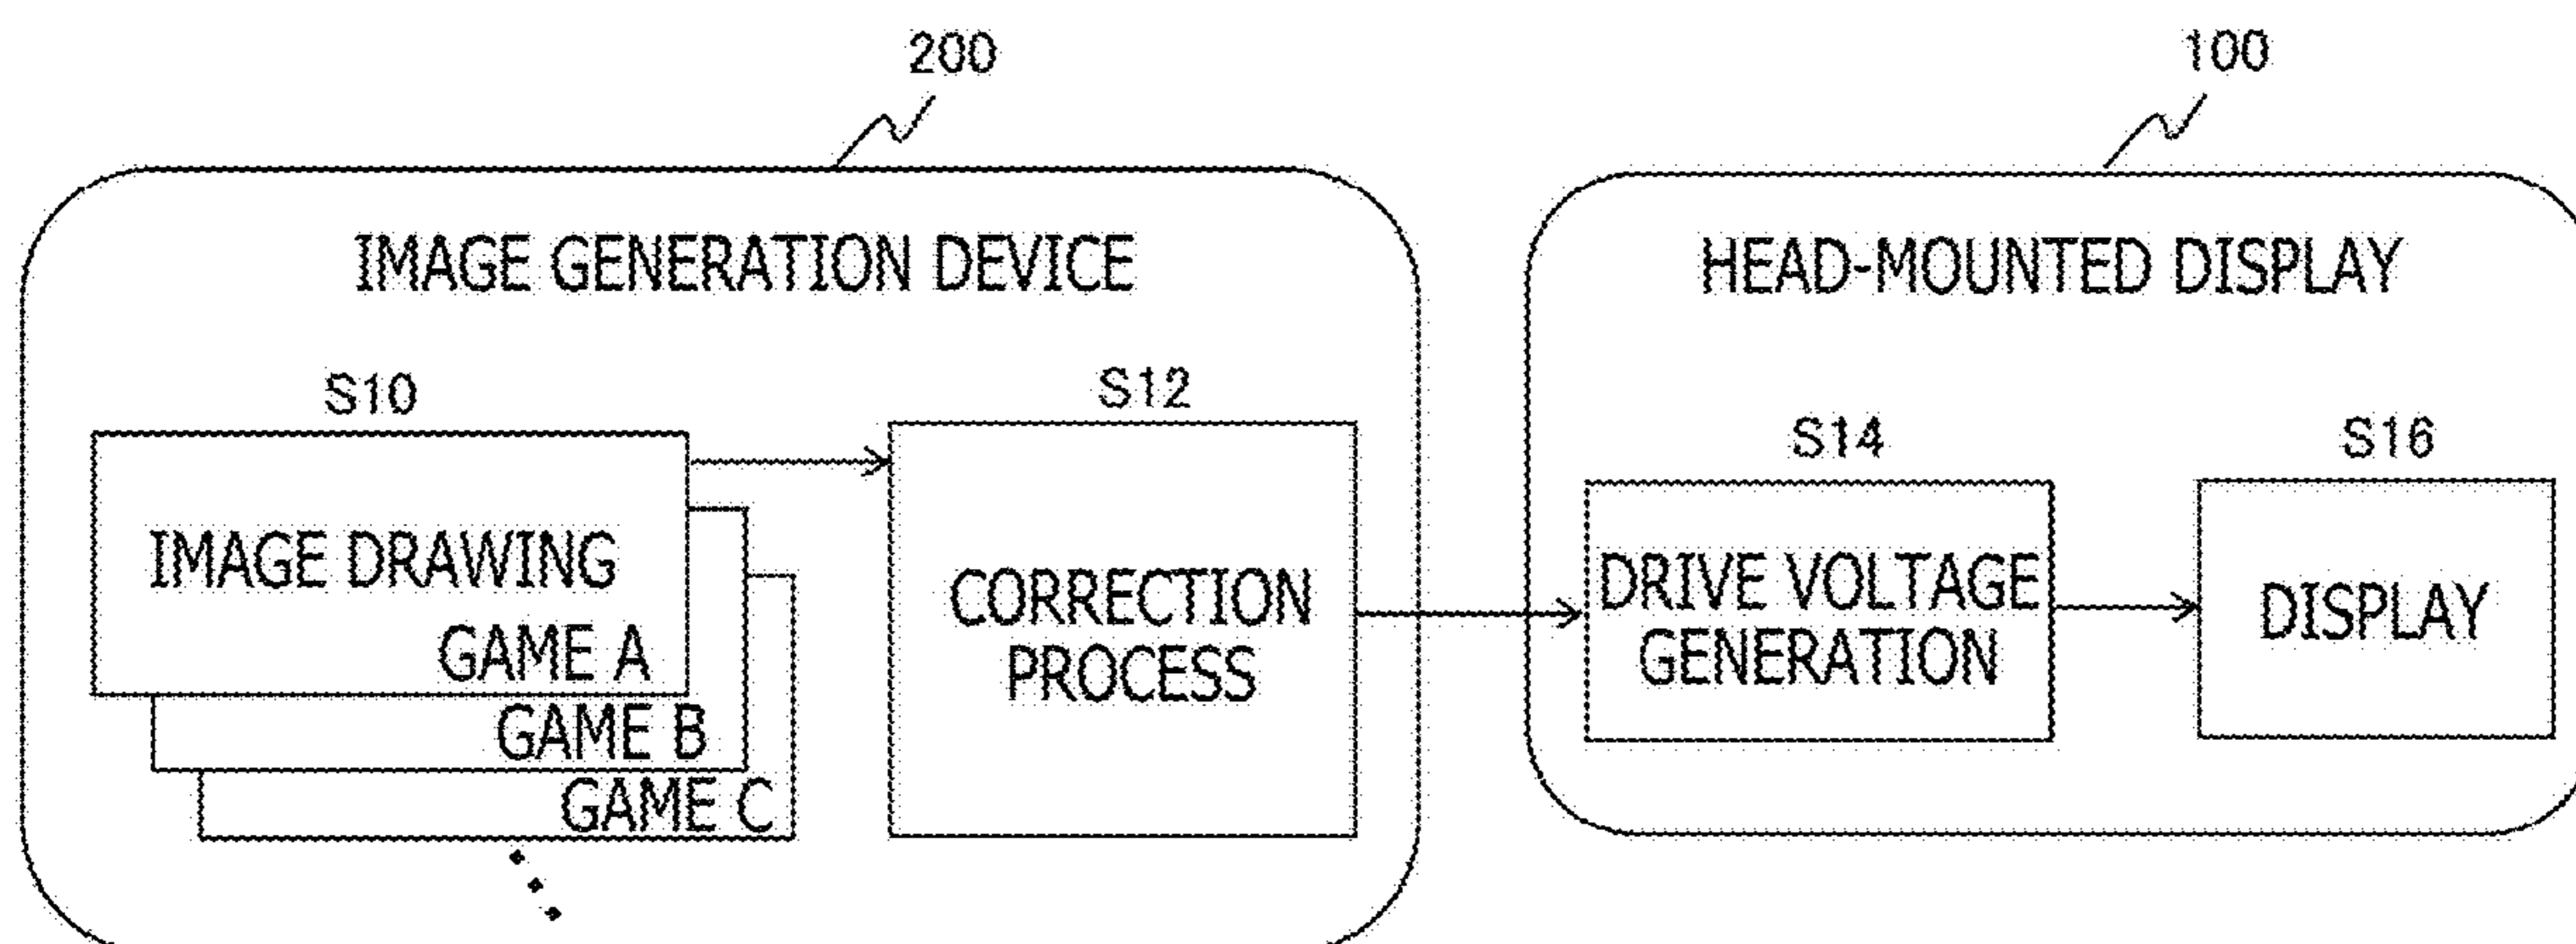 200
100
IMAGE GENERATION DEVICE
HEAD-MOUNTED DISPLAY
S10
S12
S14
S16
IMAGE DRAWING
GAME A
GAME B
GAME C
CORRECTION
PROCESS
DRIVE VOLTAGE
GENERATION
DISPLAY